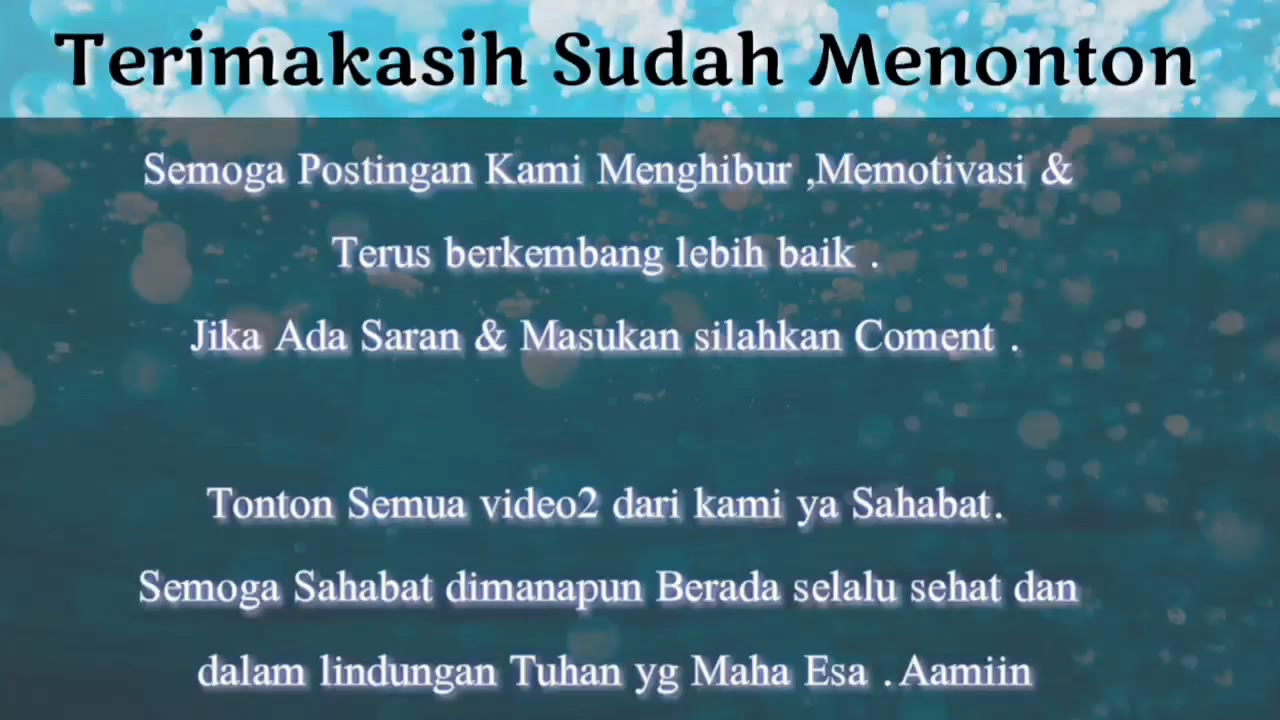 Terimakasih Sudah Menonton
Semoga Postingan Kami Menghibur ,Memotivasi &
Terus berkembang lebih baik .
Jika Ada Saran & Masukan silahkan Coment .
Tonton Semua video2 dari kami ya Sahabat.
Semoga Sahabat dimanapun Berada selalu sehat dan
dalam lindungan Tuhan yg Maha Esa . Aamiin